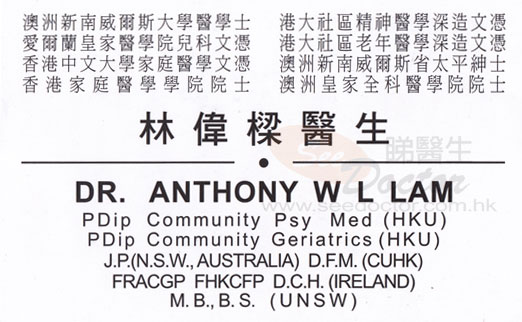 澳洲新南威爾斯大學醫學士 港大社區精神醫學深造文憑
愛爾蘭皇家醫學院兒科文憑 港大社區老年醫學深造文憑
香港中文大學家庭醫學文憑 澳洲新南威爾斯省太平紳士
香港家庭醫學學院院士 澳洲皇家全科醫學院院士
林偉樑醫生
睇醫生
See Doctor
www.seedoctor.com.hk
DR. ANTHONY W L LAM
PDip Community Psy Med (HKU)
PDip Community Geriatrics (HKU)
J.P.(N.S.W., AUSTRALIA) D.F.M. (CUHK)
FRACGP FHKCFP D.C.H. (IRELAND)
M.B., B.S. (UNSW)